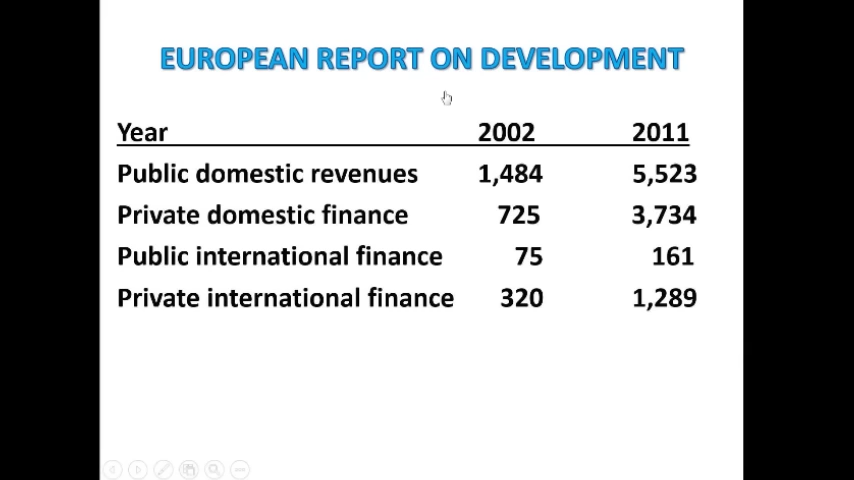 EUROPEAN REPORT ON DEVELOPMENT
Year 2002 2011
Public domestic revenues 1,484 5,523
Private domestic finance 725 3,734
Public international finance 75 161
Private international finance 320 1,289